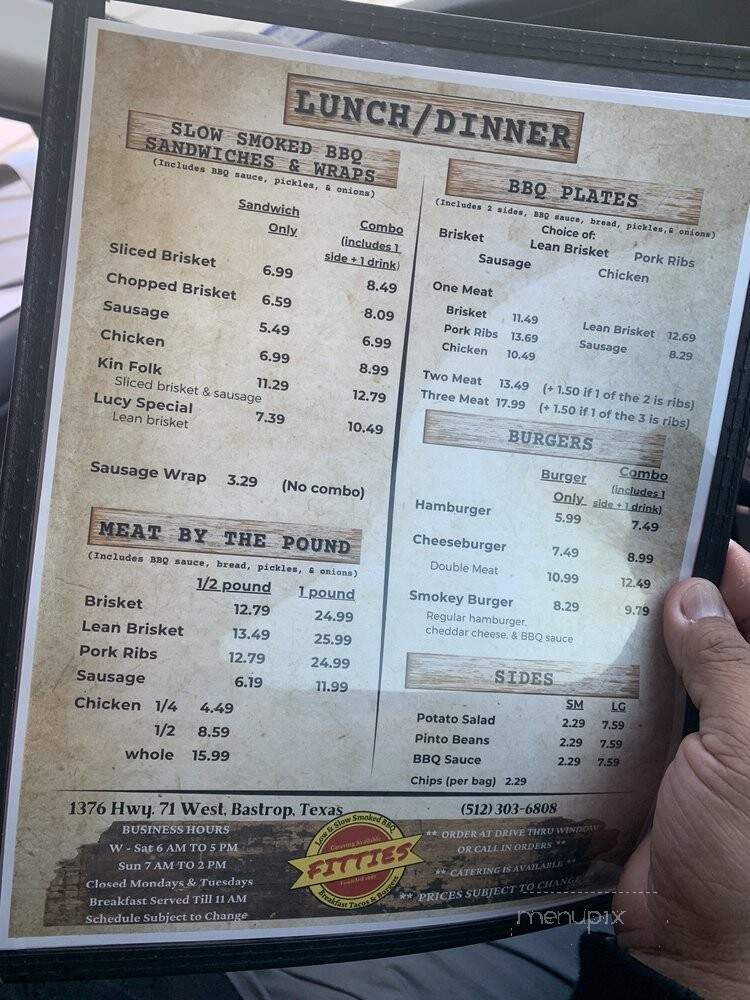 LUNCH/DINNER
SLOW SMOKED BBQ
SANDWICHES & WRAPS
(Includes BBQ sauce, pickles, & onions)
Sandwich Only Combo (includes 1 side + 1 drink)
Sliced Brisket 6.99 8.49
Chopped Brisket 6.59 8.09
Sausage 5.49 6.99
Chicken 6.99 8.99
Kin Folk 11.29 12.79
Sliced brisket & sausage
Lucy Special 7.39 10.49
Lean brisket
Sausage Wrap 3.29 (No combo)
MEAT BY THE POUND
(Includes BBQ sauce, bread, pickles, & onions)
1/2 pound 1 pound
Brisket 12.79 24.99
Lean Brisket 13.49 25.99
Pork Ribs 12.79 24.99
Sausage 6.19 11.99
Chicken 1/4 4.49
1/2 8.59
whole 15.99
BBQ PLATES
(Includes 2 sides, BBQ sauce, bread, pickles,& onions)
Choice of:
Brisket Lean Brisket Pork Ribs
Sausage Chicken
One Meat
Brisket 11.49 Lean Brisket 12.69
Pork Ribs 13.69 Sausage 8.29
Chicken 10.49
Two Meat 13.49 (+ 1.50 if 1 of the 2 is ribs)
Three Meat 17.99 (+ 1.50 if 1 of the 3 is ribs)
BURGERS
Burger Only Combo (includes 1 side + 1 drink)
Hamburger 5.99 7.49
Cheeseburger 7.49 8.99
Double Meat 10.99 12.49
Smokey Burger 8.29 9.79
Regular hamburger,
cheddar cheese, & BBQ sauce
SIDES
SM LG
Potato Salad 2.29 7.59
Pinto Beans 2.29 7.59
BBQ Sauce 2.29 7.59
Chips (per bag) 2.29
1376 Hwy. 71 West, Bastrop, Texas (512) 303-6808
BUSINESS HOURS
W - Sat 6 AM TO 5 PM
Sun 7 AM TO 2 PM
Closed Mondays & Tuesdays
Breakfast Served Till 11 AM
Schedule Subject to Change
Low & Slow Smoked BBQ
Catering Available
FITTIES
Breakfast Tacos & Burgers
** ORDER AT DRIVE THRU WINDOW
OR CALL IN ORDERS **
** CATERING IS AVAILABLE **
** PRICES SUBJECT TO CHANGE
menupix